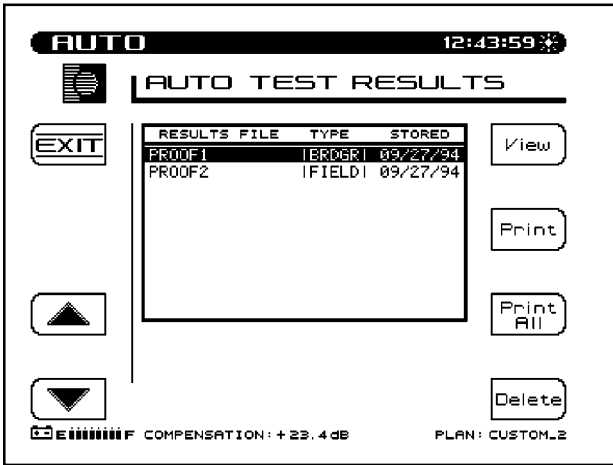 AUTO 12:43:59
AUTO TEST RESULTS
EXIT
RESULTS FILE TYPE STORED
PROOF1 |BRDGR| 09/27/94
PROOF2 |FIELD| 09/27/94
View
Print
Print All
Delete
E F COMPENSATION:+23.4dB PLAN: CUSTOM_2